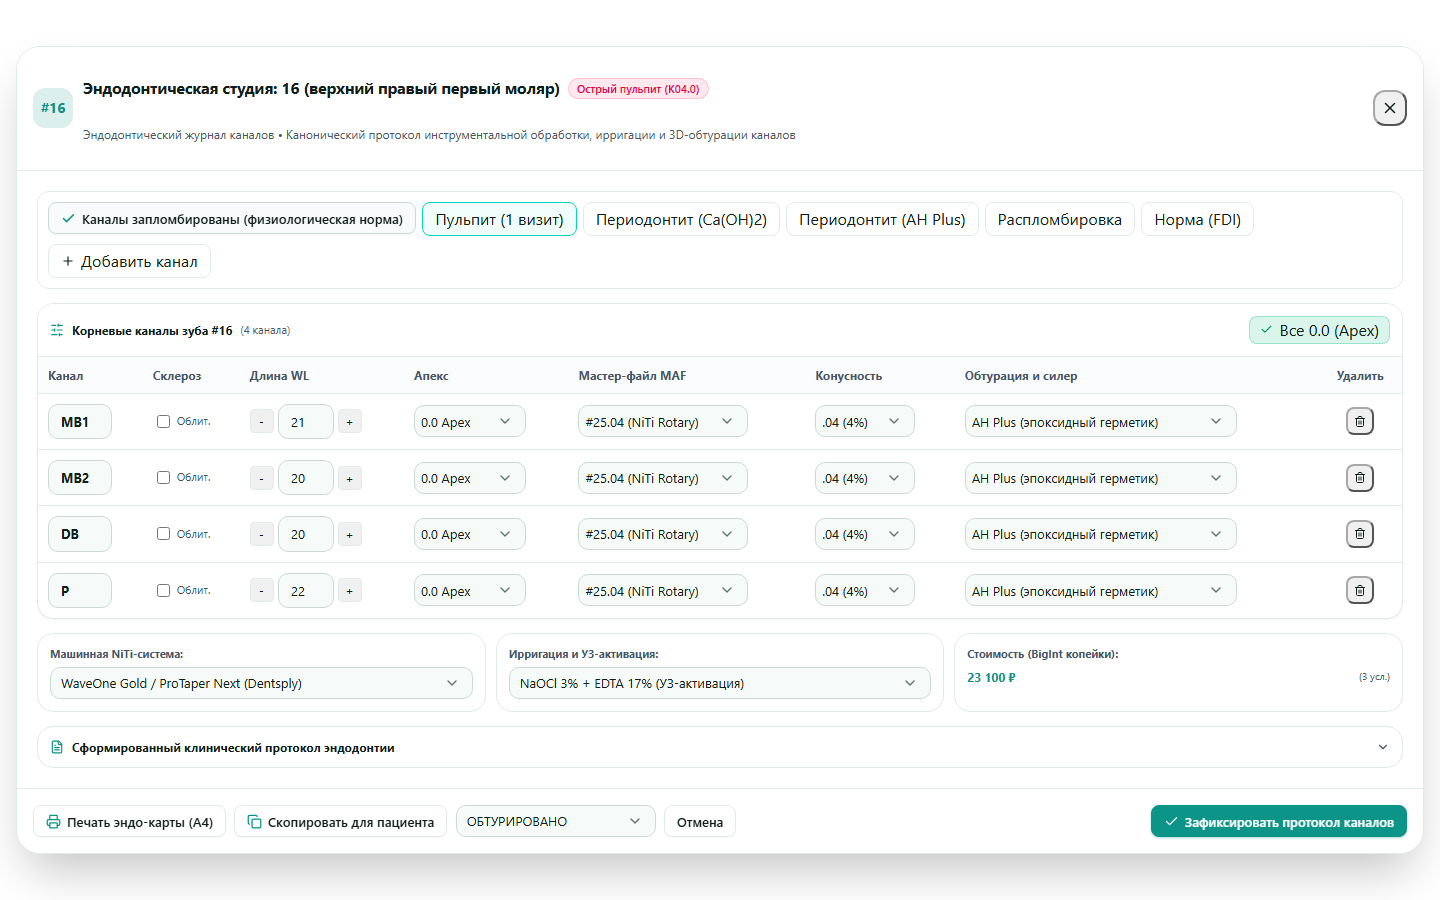 #16
Эндодонтическая студия: 16 (верхний правый первый моляр) Острый пульпит (K04.0)
Эндодонтический журнал каналов • Канонический протокол инструментальной обработки, ирригации и 3D-обтурации каналов
Каналы запломбированы (физиологическая норма) Пульпит (1 визит) Периодонтит (Ca(OH)2) Периодонтит (AH Plus) Распломбировка Норма (FDI)
+ Добавить канал
Корневые каналы зуба #16 (4 канала) Все 0.0 (Apex)
Канал Склероз Длина WL Апекс Мастер-файл MAF Конусность Обтурация и силер Удалить
MB1 Облит. - 21 + 0.0 Apex #25.04 (NiTi Rotary) .04 (4%) AH Plus (эпоксидный герметик)
MB2 Облит. - 20 + 0.0 Apex #25.04 (NiTi Rotary) .04 (4%) AH Plus (эпоксидный герметик)
DB Облит. - 20 + 0.0 Apex #25.04 (NiTi Rotary) .04 (4%) AH Plus (эпоксидный герметик)
P Облит. - 22 + 0.0 Apex #25.04 (NiTi Rotary) .04 (4%) AH Plus (эпоксидный герметик)
Машинная NiTi-система: Ирригация и УЗ-активация: Стоимость (BigInt копейки):
WaveOne Gold / ProTaper Next (Dentsply) NaOCl 3% + EDTA 17% (УЗ-активация) 23 100 ₽ (3 усл.)
Сформированный клинический протокол эндодонтии
Печать эндо-карты (А4) Скопировать для пациента ОБТУРИРОВАНО Отмена Зафиксировать протокол каналов